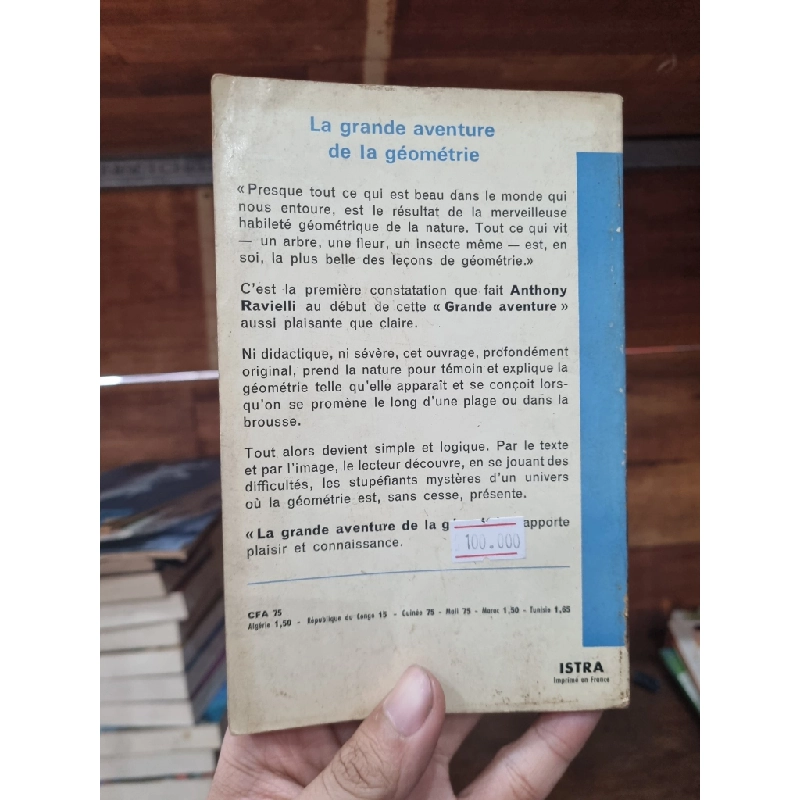 La grande aventure
de la géométrie
«Presque tout ce qui est beau dans le monde qui
nous entoure, est le résultat de la merveilleuse
habileté géométrique de la nature. Tout ce qui vit
— un arbre, une fleur, un insecte même — est, en
soi, la plus belle des leçons de géométrie.»
C'est la première constatation que fait Anthony
Ravielli au début de cette «Grande aventure»
aussi plaisante que claire.
Ni didactique, ni sévère, cet ouvrage, profondément
original, prend la nature pour témoin et explique la
géométrie telle qu'elle apparaît et se conçoit lors-
qu'on se promène le long d'une plage ou dans la
brousse.
Tout alors devient simple et logique. Par le texte
et par l'image, le lecteur découvre, en se jouant des
difficultés, les stupéfiants mystères d'un univers
où la géométrie est, sans cesse, présente.
«La grande aventure de la apporte
plaisir et connaissance.
100.000
CFA 75
Algérie 1,50 - République du Congo 15 - Guinée 75 - Mali 75 - Maroc 1,50 - Tunisie 1,65
ISTRA
Imprimé en France